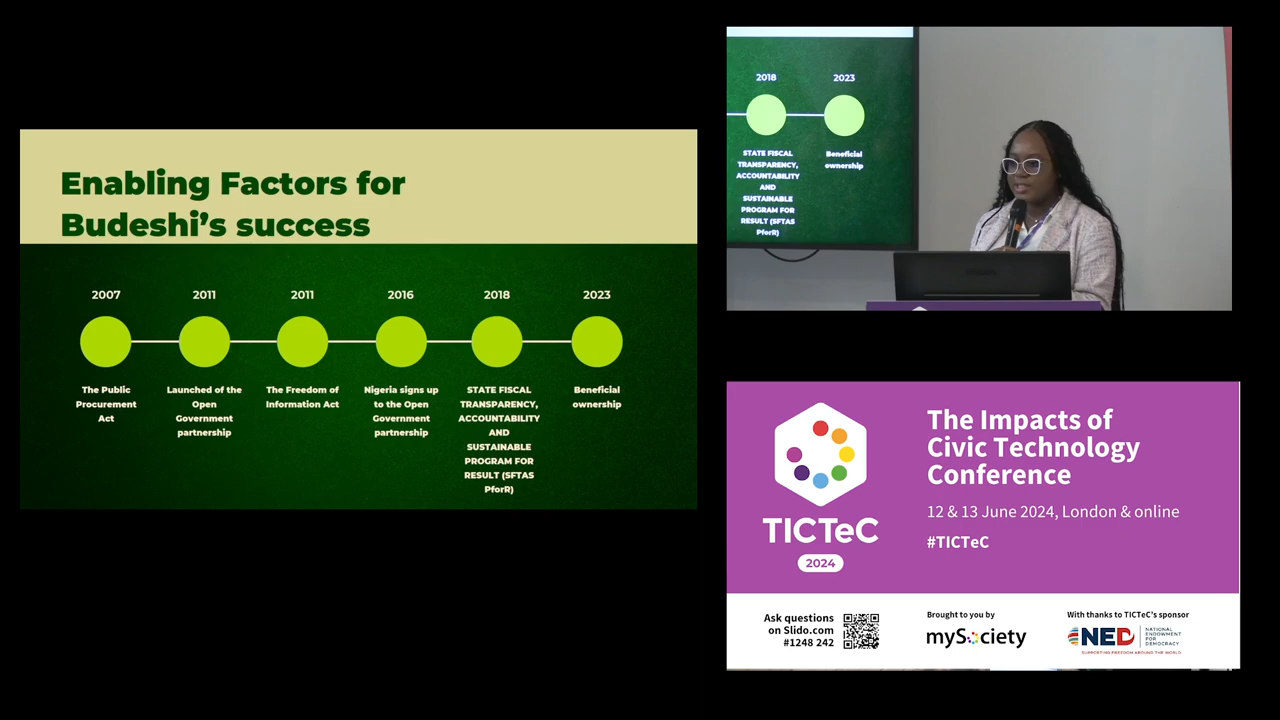 Enabling Factors for
Budeshi's success
2007
2011
2011
2016
2018
2023
The Public
Procurement
Act
Launched of the
Open
Government
partnership
The Freedom of
Information Act
Nigeria signs up
to the Open
Government
partnership
STATE FISCAL
TRANSPARENCY,
ACCOUNTABILITY
AND
SUSTAINABLE
PROGRAM FOR
RESULT (SFTAS
PforR)
Beneficial
ownership
2018
2023
STATE FISCAL
TRANSPARENCY,
ACCOUNTABILITY
AND
SUSTAINABLE
PROGRAM FOR
RESULT (SFTAS
PforR)
Beneficial
ownership
TICTeC
2024
The Impacts of
Civic Technology
Conference
12 & 13 June 2024, London & online
#TICTeC
Ask questions
on Slido.com
#1248 242
Brought to you by
mySociety
With thanks to TICTeC's sponsor
NED
NATIONAL
ENDOWMENT
FOR
DEMOCRACY
SUPPORTING FREEDOM AROUND THE WORLD